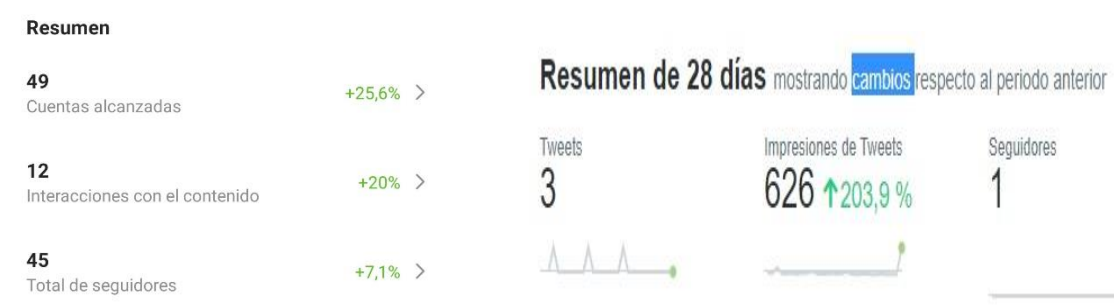 Resumen
49
Cuentas alcanzadas
+25,6%
12
Interacciones con el contenido
+20%
45
Total de seguidores
+7,1%
Resumen de 28 días mostrando cambios respecto al periodo anterior
Tweets
3
Impresiones de Tweets
626 ↑203,9 %
Seguidores
1